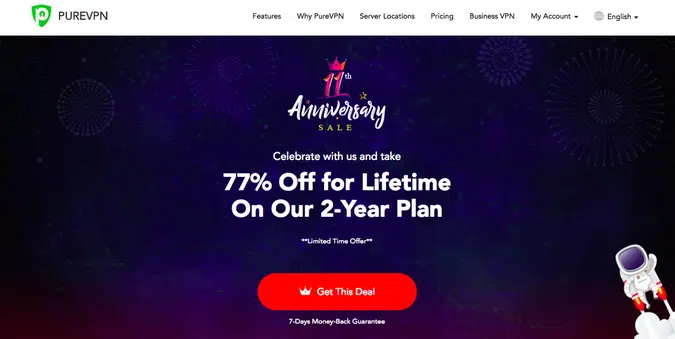 PUREVPN
Features Why PureVPN Server Locations Pricing Business VPN My Account English
11th
Anniversary
SALE
Celebrate with us and take
77% Off for Lifetime
On Our 2-Year Plan
**Limited Time Offer**
Get This Deal
7-Days Money-Back Guarantee